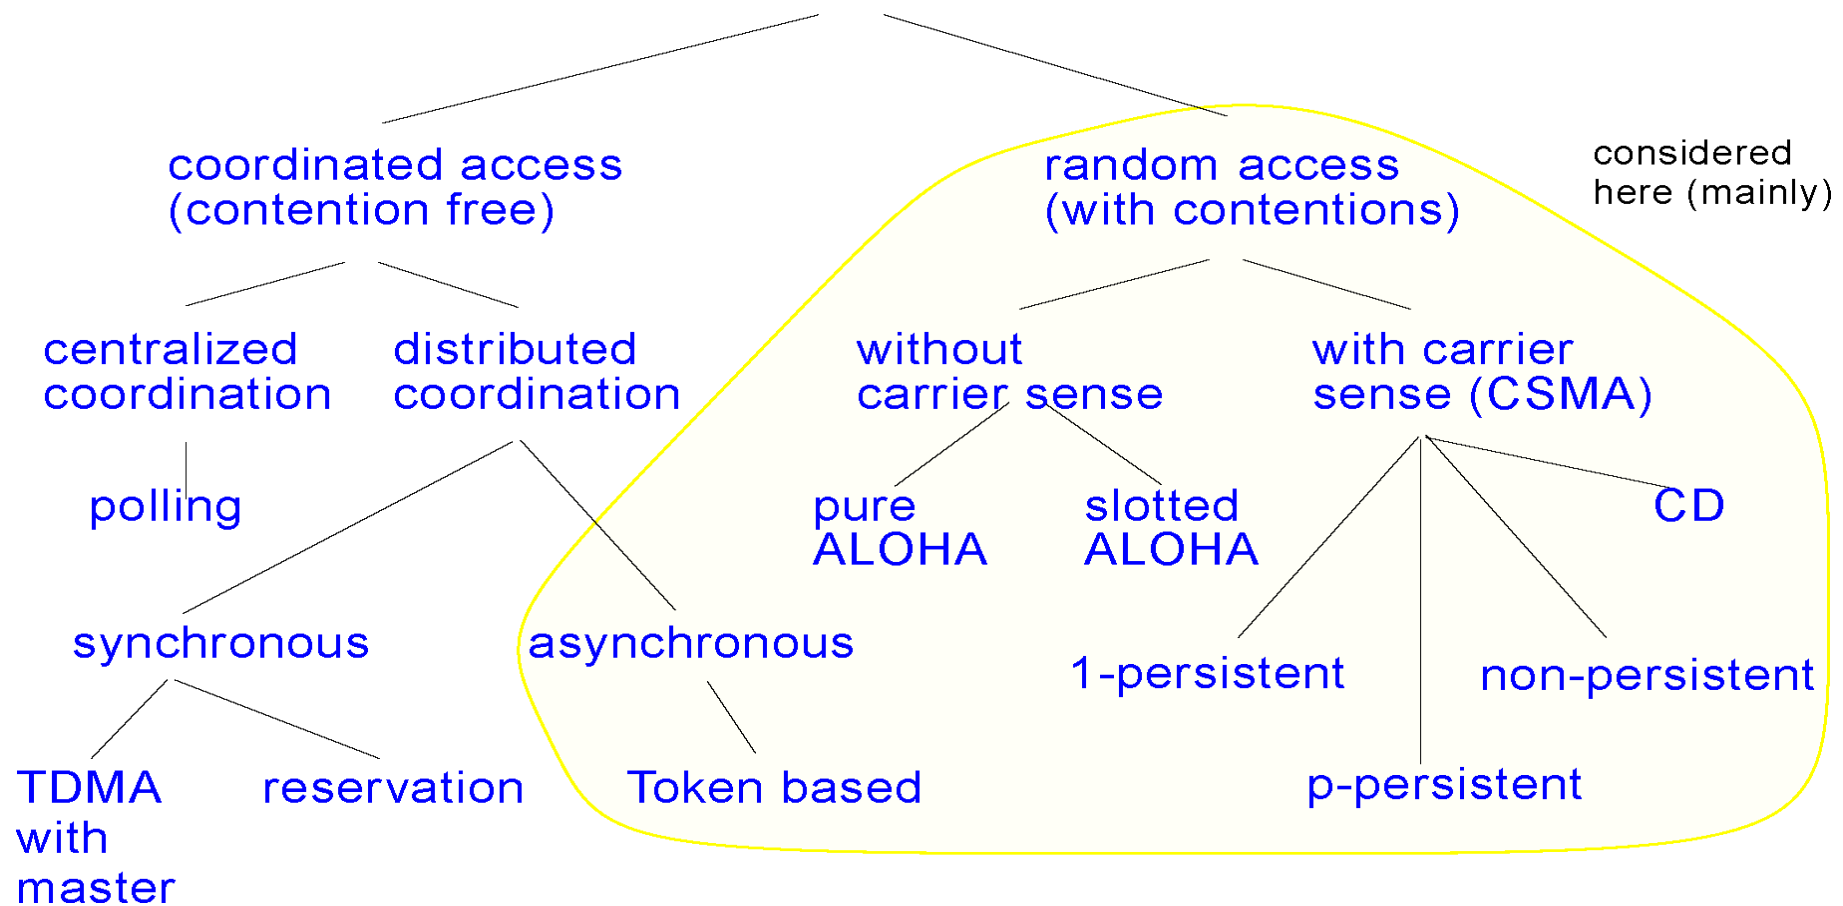 coordinated access
(contention free)
random access
(with contentions)
considered
here (mainly)
centralized
coordination
distributed
coordination
without
carrier sense
with carrier
sense (CSMA)
polling
pure
ALOHA
slotted
ALOHA
CD
synchronous
asynchronous
1-persistent
non-persistent
TDMA
with
master
reservation
Token based
p-persistent